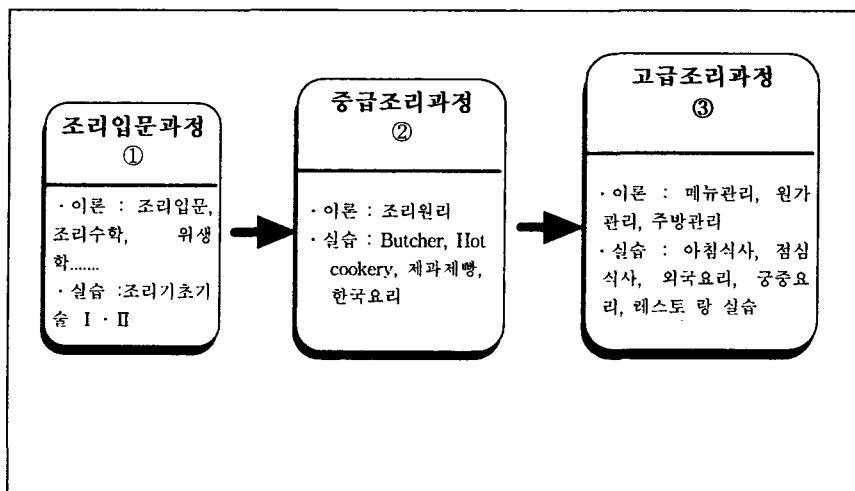 조리입문과정
①
· 이론 : 조리입문,
조리수학, 위생
학.......
· 실습 :조리기초기
술 Ⅰ · Ⅱ
중급조리과정
②
· 이론 : 조리원리
· 실습 : Butcher, Hot
cookery, 제과제빵,
한국요리
고급조리과정
③
· 이론 : 메뉴관리, 원가
관리, 주방관리
· 실습 : 아침식사, 점심
식사, 외국요리, 궁중요
리, 레스토 랑 실습